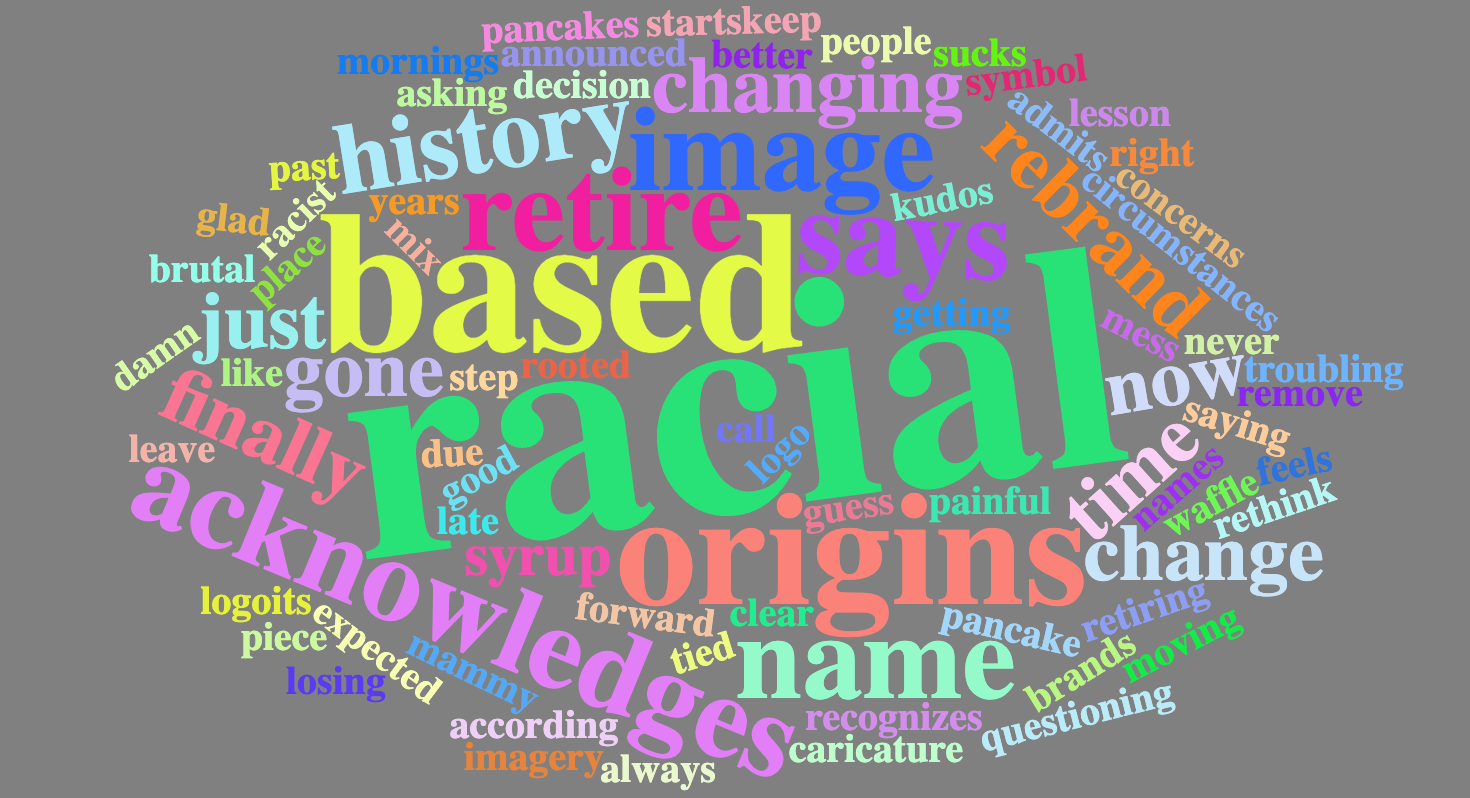 pancakes startskeep
mornings announced better people sucks
asking decision changing symbol
history image admits lesson
past rebrand right
years retire kudos circumstances concerns
glad racist mix says
brutal place based
just getting mess never
damn like gone step rooted racial now troubling
finally remove
leave due good call logo time saying
acknowledges late guess painful names waffle feels
syrup origins change rethink
logoits expected forward clear pancake retiring
piece mammy tied name brands moving
losing
according recognizes questioning
imagery always caricature